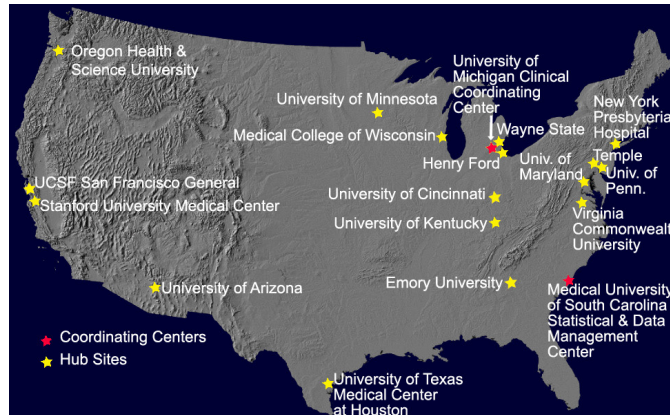 Oregon Health &
Science University
University of
Michigan Clinical
Coordinating
Center
University of Minnesota
New York
Presbyteria
Hospital
Medical College of Wisconsin
Wayne State
Henry Ford
Univ. of
Maryland
Temple
Univ. of
Penn.
UCSF San Francisco General
Stanford University Medical Center
University of Cincinnati
University of Kentucky
Virginia
Commonwealt
University
University of Arizona
Emory University
Medical University
of South Carolina
Statistical & Data
Management
Center
Coordinating Centers
Hub Sites
University of Texas
Medical Center
at Houston